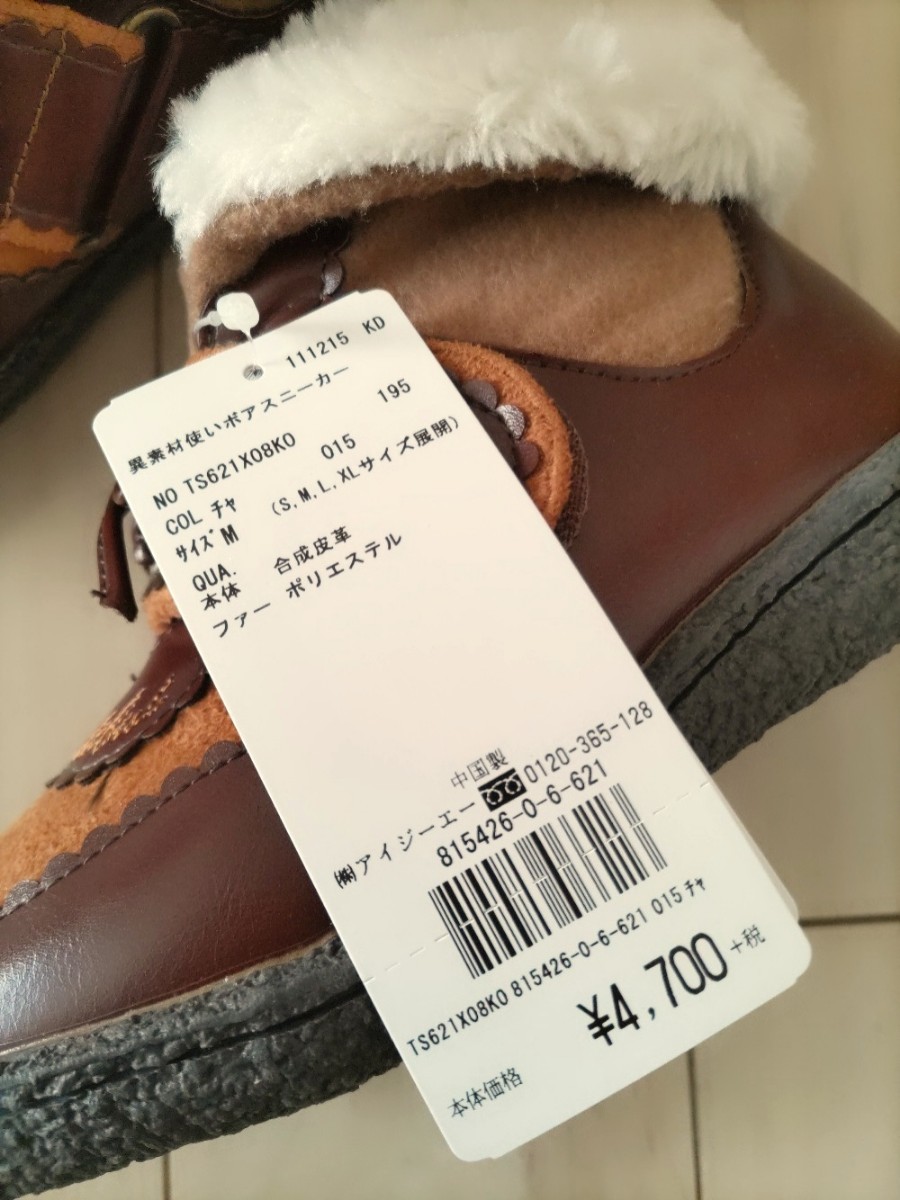 111215 KD
異素材使いボアスニーカー
NO TS621X08K0 195
COL チャ 015
サイズ M (S,M,L,XLサイズ展開)
QUA.
本体 合成皮革
ファー ポリエステル
中国製
㈱アイジーエー 0120-365-128
815426-0-6-621
TS621X08K0 815426-0-6-621 015 チャ
¥4,700 +税
本体価格